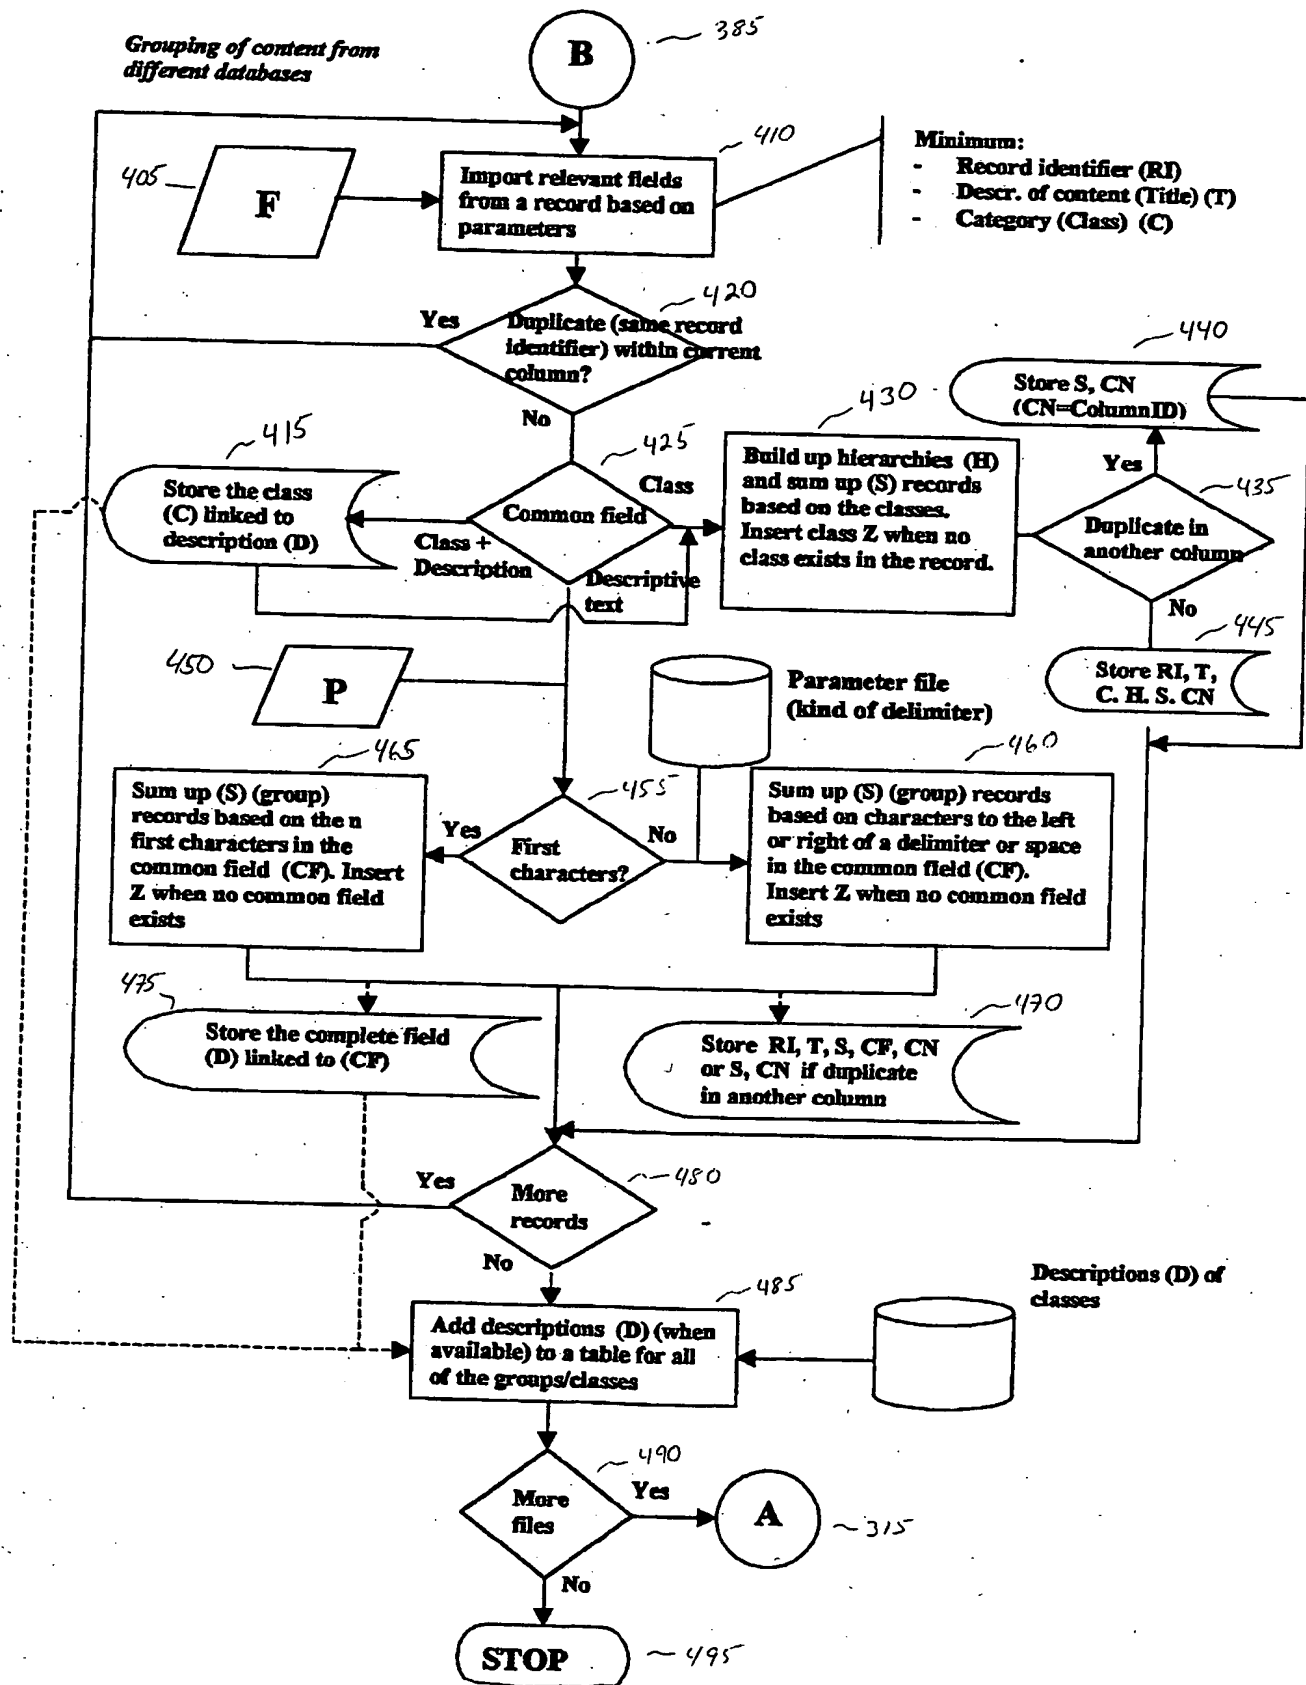 Grouping of content from
different databases
B
385
405
F
410
Import relevant fields
from a record based on
parameters
Minimum:
- Record identifier (RI)
- Descr. of content (Title) (T)
- Category (Class) (C)
420
Yes
Duplicate (same record
identifier) within current
column?
No
440
Store S, CN
(CN=ColumnID)
415
Store the class
(C) linked to
description (D)
425
Class
Common field
Class +
Description
Descriptive
text
430
Build up hierarchies (H)
and sum up (S) records
based on the classes.
Insert class Z when no
class exists in the record.
Yes
435
Duplicate in
another column
No
445
Store RI, T,
C. H. S. CN
450
P
Parameter file
(kind of delimiter)
465
Sum up (S) (group)
records based on the n
first characters in the
common field (CF). Insert
Z when no common field
exists
455
Yes
First
characters?
No
460
Sum up (S) (group) records
based on characters to the left
or right of a delimiter or space
in the common field (CF).
Insert Z when no common field
exists
475
Store the complete field
(D) linked to (CF)
470
Store RI, T, S, CF, CN
or S, CN if duplicate
in another column
Yes
480
More
records
No
485
Add descriptions (D) (when
available) to a table for all
of the groups/classes
Descriptions (D) of
classes
490
More
files
Yes
A
315
No
STOP
495